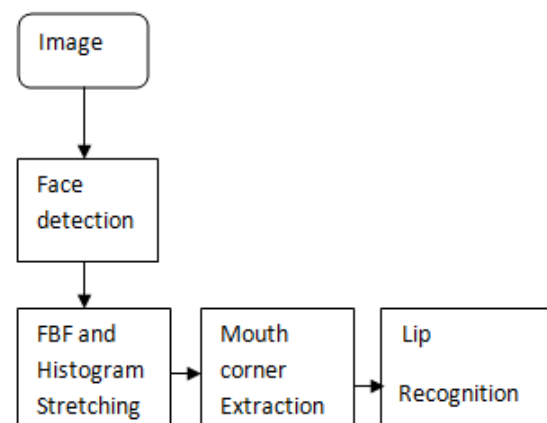 Image
Face
detection
FBF and
Histogram
Stretching
Mouth
corner
Extraction
Lip
Recognition